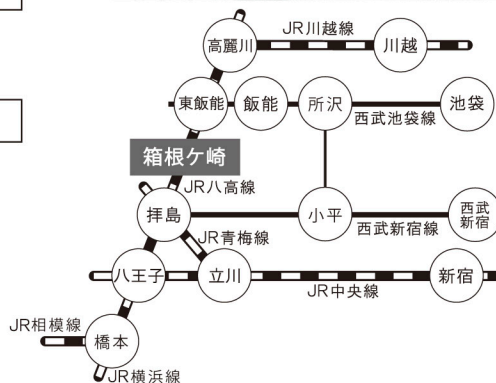 JR川越線
高麗川
川越
東飯能
飯能
所沢
池袋
西武池袋線
箱根ケ崎
JR八高線
拝島
小平
西武
新宿
西武新宿線
JR青梅線
八王子
立川
新宿
JR中央線
JR相模線
橋本
JR横浜線